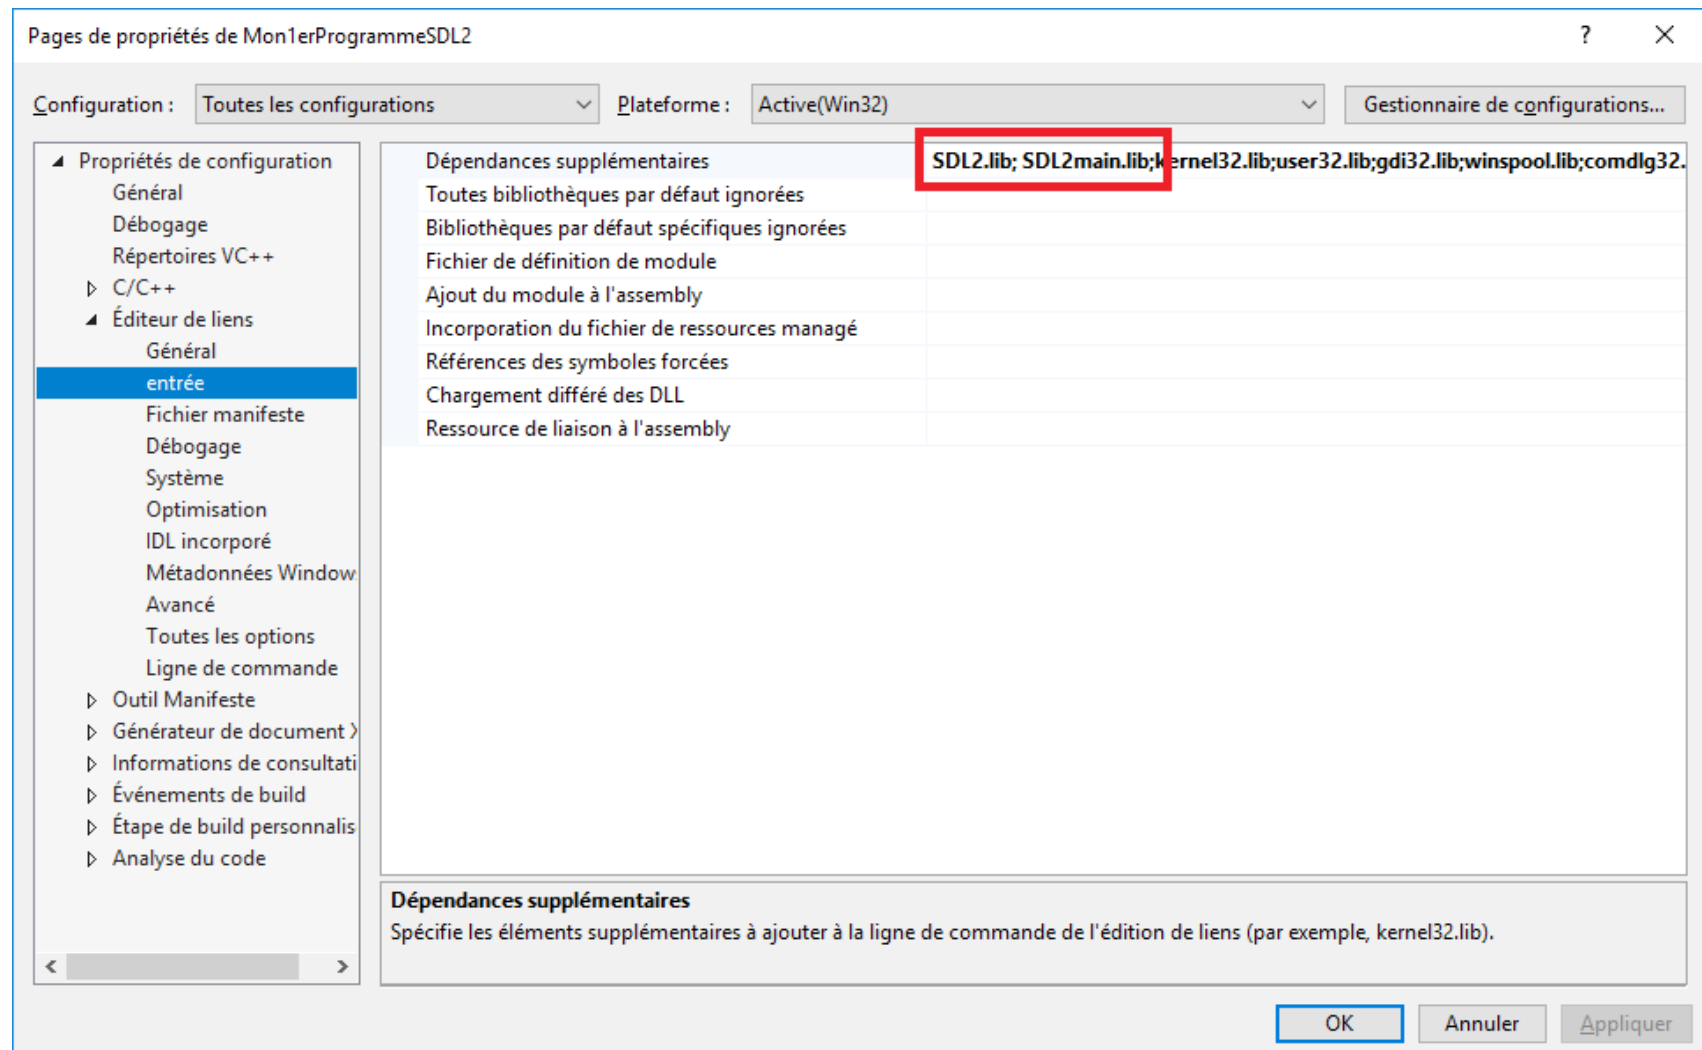 Pages de propriétés de Mon1erProgrammeSDL2
?
Configuration :
Toutes les configurations
Plateforme :
Active(Win32)
Gestionnaire de configurations...
Propriétés de configuration
Général
Débogage
Répertoires VC++
C/C++
Éditeur de liens
Général
entrée
Fichier manifeste
Débogage
Système
Optimisation
IDL incorporé
Métadonnées Window
Avancé
Toutes les options
Ligne de commande
Outil Manifeste
Générateur de document X
Informations de consultati
Événements de build
Étape de build personnalis
Analyse du code
Dépendances supplémentaires
SDL2.lib; SDL2main.lib;kernel32.lib;user32.lib;gdi32.lib;winspool.lib;comdlg32.
Toutes bibliothèques par défaut ignorées
Bibliothèques par défaut spécifiques ignorées
Fichier de définition de module
Ajout du module à l'assembly
Incorporation du fichier de ressources managé
Références des symboles forcées
Chargement différé des DLL
Ressource de liaison à l'assembly
Dépendances supplémentaires
Spécifie les éléments supplémentaires à ajouter à la ligne de commande de l'édition de liens (par exemple, kernel32.lib).
OK
Annuler
Appliquer